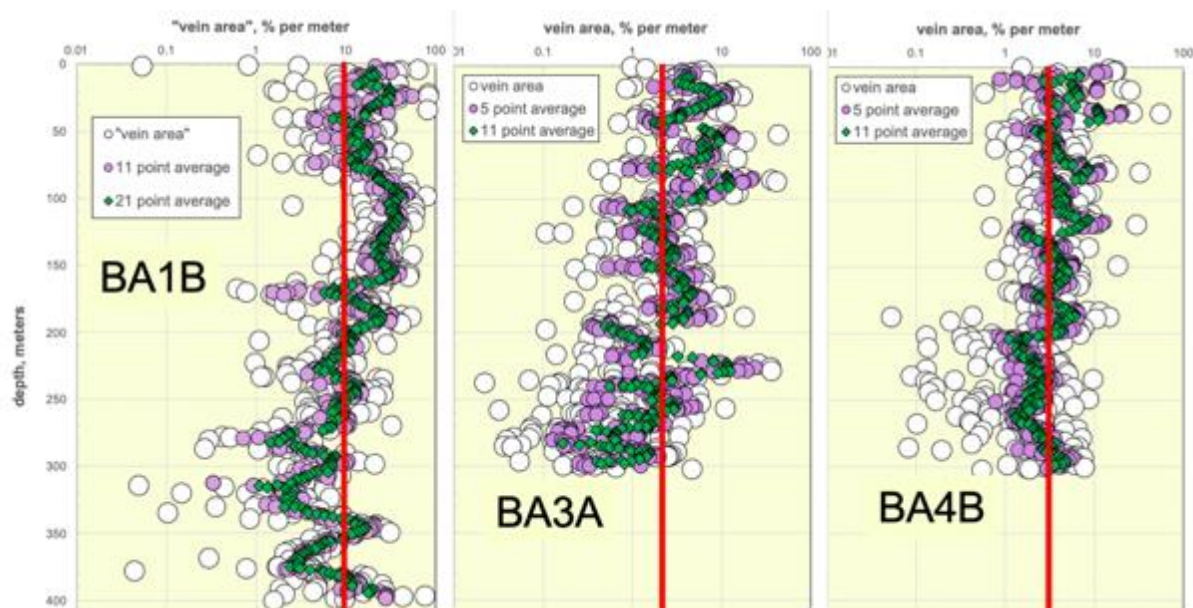 "vein area", % per meter
0.01 0.1 1 10 100
0
50
100
150
200
250
300
350
400
depth, meters
"vein area"
11 point average
21 point average
BA1B
vein area, % per meter
01 0.1 1 10 100
vein area
5 point average
11 point average
BA3A
vein area, % per meter
01 0.1 1 10 100
vein area
5 point average
11 point average
BA4B